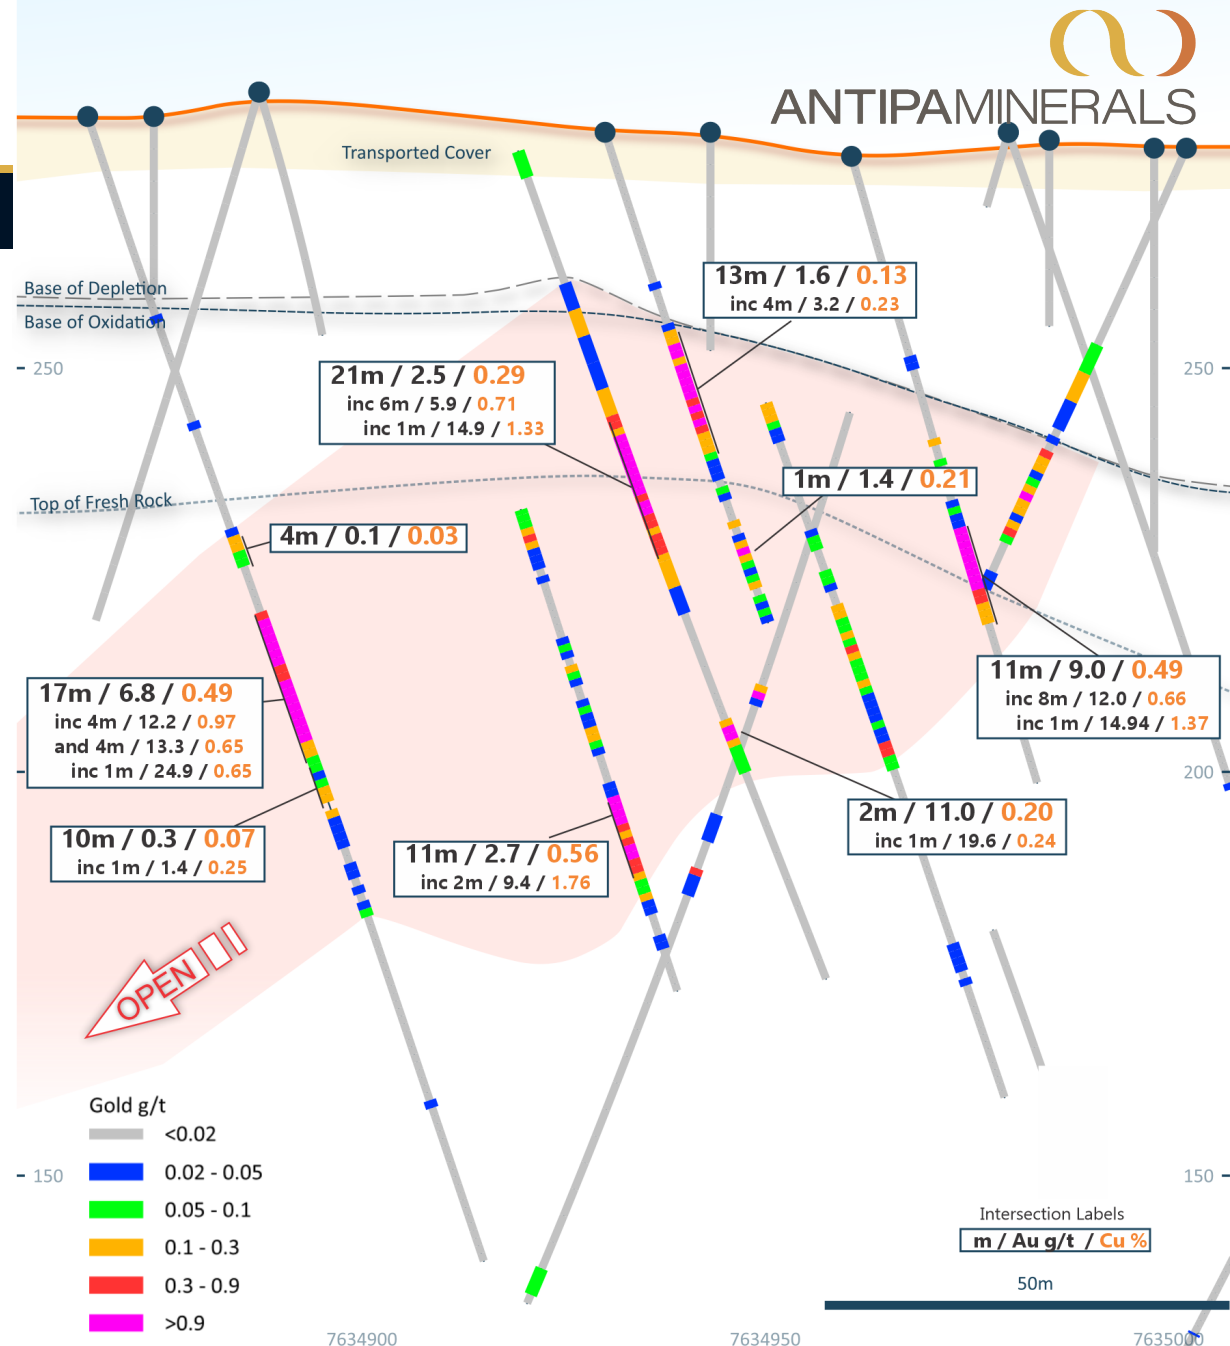 ANTIPAMINERALS
Transported Cover
Base of Depletion
Base of Oxidation
13m / 1.6 / 0.13
inc 4m / 3.2 / 0.23
250
250
21m / 2.5 / 0.29
inc 6m / 5.9 / 0.71
inc 1m / 14.9 / 1.33
1m / 1.4 / 0.21
Top of Fresh Rock
4m / 0.1 / 0.03
17m / 6.8 / 0.49
inc 4m / 12.2 / 0.97
and 4m / 13.3 / 0.65
inc 1m / 24.9 / 0.65
11m / 9.0 / 0.49
inc 8m / 12.0 / 0.66
inc 1m / 14.94 / 1.37
200
10m / 0.3 / 0.07
inc 1m / 1.4 / 0.25
11m / 2.7 / 0.56
inc 2m / 9.4 / 1.76
2m / 11.0 / 0.20
inc 1m / 19.6 / 0.24
OPEN
Gold g/t
<0.02
0.02 - 0.05
0.05 - 0.1
0.1 - 0.3
0.3 - 0.9
>0.9
150
150
Intersection Labels
m / Au g/t / Cu %
50m
7634900
7634950
7635000